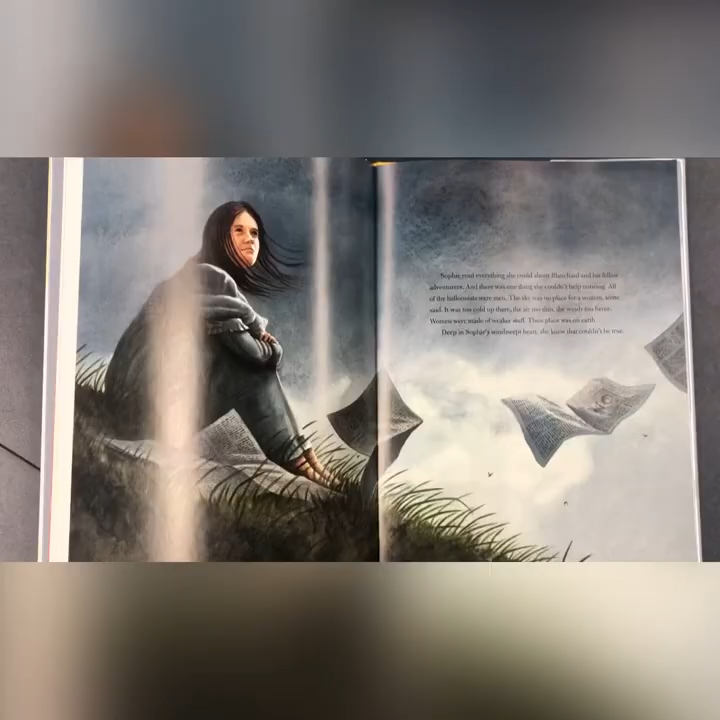 Sophie read everything she could about Blanchard and his fellow
adventurers. And there was one thing she couldn't help noticing. All
of the balloonists were men. The sky was no place for a woman, some
said. It was too cold up there, the air too thin, the winds too fierce.
Women were made of weaker stuff. Their place was on earth.
Deep in Sophie's windswept heart, she knew that couldn't be true.